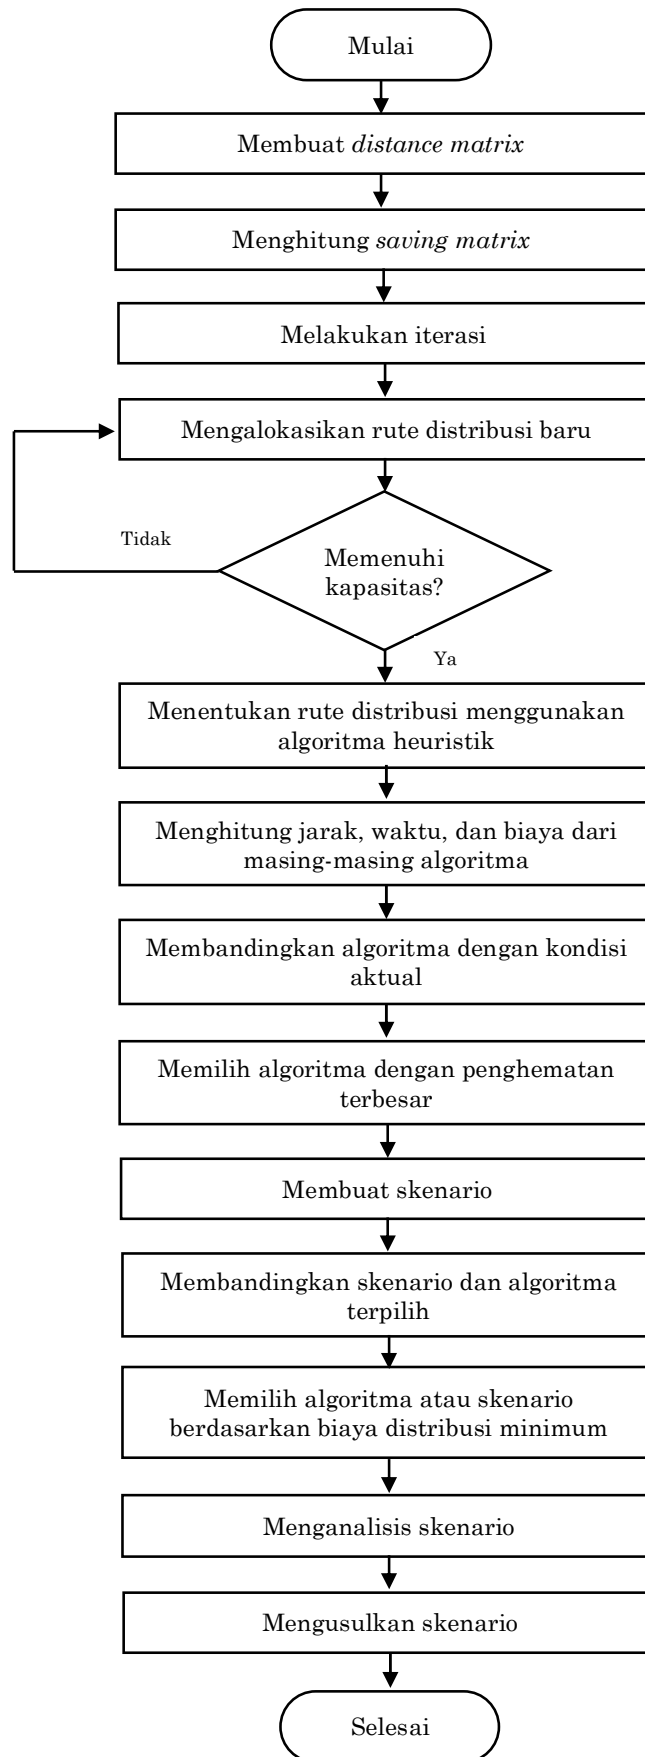 Mulai
Membuat distance matrix
Menghitung saving matrix
Melakukan iterasi
Mengalokasikan rute distribusi baru
Tidak
Memenuhi
kapasitas?
Ya
Menentukan rute distribusi menggunakan
algoritma heuristik
Menghitung jarak, waktu, dan biaya dari
masing-masing algoritma
Membandingkan algoritma dengan kondisi
aktual
Memilih algoritma dengan penghematan
terbesar
Membuat skenario
Membandingkan skenario dan algoritma
terpilih
Memilih algoritma atau skenario
berdasarkan biaya distribusi minimum
Menganalisis skenario
Mengusulkan skenario
Selesai